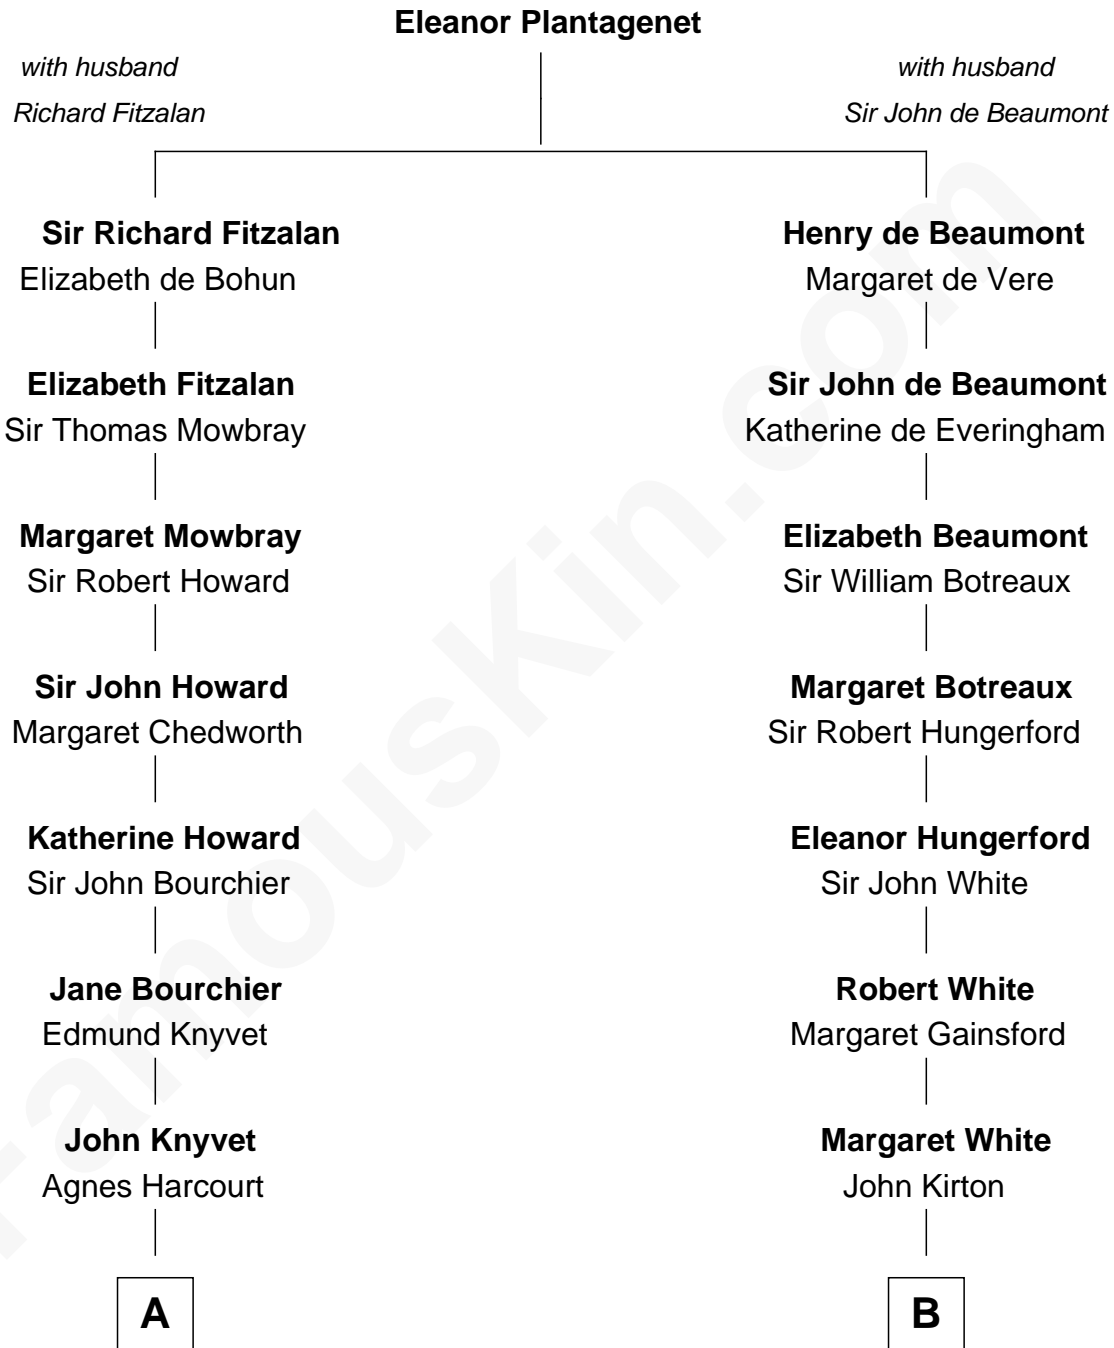 Eleanor Plantagenet
with husband
Richard Fitzalan
with husband
Sir John de Beaumont
Sir Richard Fitzalan
Elizabeth de Bohun
Elizabeth Fitzalan
Sir Thomas Mowbray
Margaret Mowbray
Sir Robert Howard
Sir John Howard
Margaret Chedworth
Katherine Howard
Sir John Bourchier
Jane Bourchier
Edmund Knyvet
John Knyvet
Agnes Harcourt
A
Henry de Beaumont
Margaret de Vere
Sir John de Beaumont
Katherine de Everingham
Elizabeth Beaumont
Sir William Botreaux
Margaret Botreaux
Sir Robert Hungerford
Eleanor Hungerford
Sir John White
Robert White
Margaret Gainsford
Margaret White
John Kirton
B
FamousKin.com